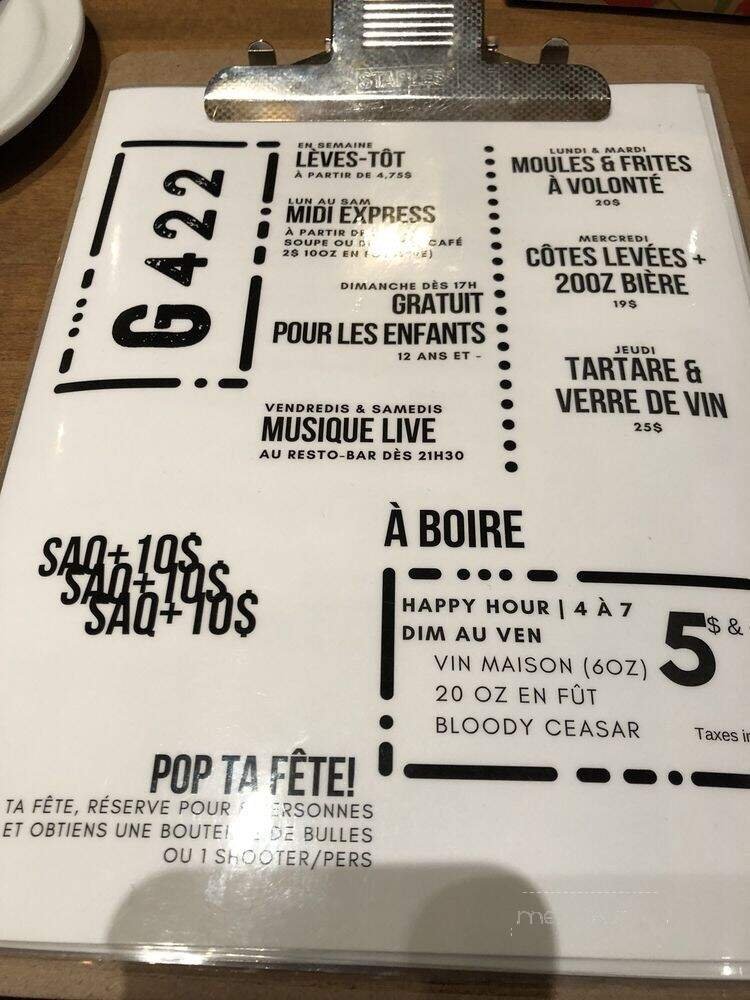 STAPLES
G422
EN SEMAINE
LÈVES-TÔT
À PARTIR DE 4,75$
LUN AU SAM
MIDI EXPRESS
À PARTIR DE
SOUPE OU CAFÉ
2$ 10OZ EN
DIMANCHE DÈS 17H
GRATUIT
POUR LES ENFANTS
12 ANS ET -
VENDREDIS & SAMEDIS
MUSIQUE LIVE
AU RESTO-BAR DÈS 21H30
LUNDI & MARDI
MOULES & FRITES
À VOLONTÉ
20$
MERCREDI
CÔTES LEVÉES +
20OZ BIÈRE
19$
JEUDI
TARTARE &
VERRE DE VIN
25$
SAQ+10$
SAQ+10$
SAQ+10$
À BOIRE
HAPPY HOUR | 4 À 7
DIM AU VEN
VIN MAISON (6OZ)
20 OZ EN FÛT
BLOODY CEASAR
5$ &
Taxes
POP TA FÊTE!
TA FÊTE, RÉSERVE POUR PERSONNES
ET OBTIENS UNE BOUTEILLE DE BULLES
OU 1 SHOOTER/PERS